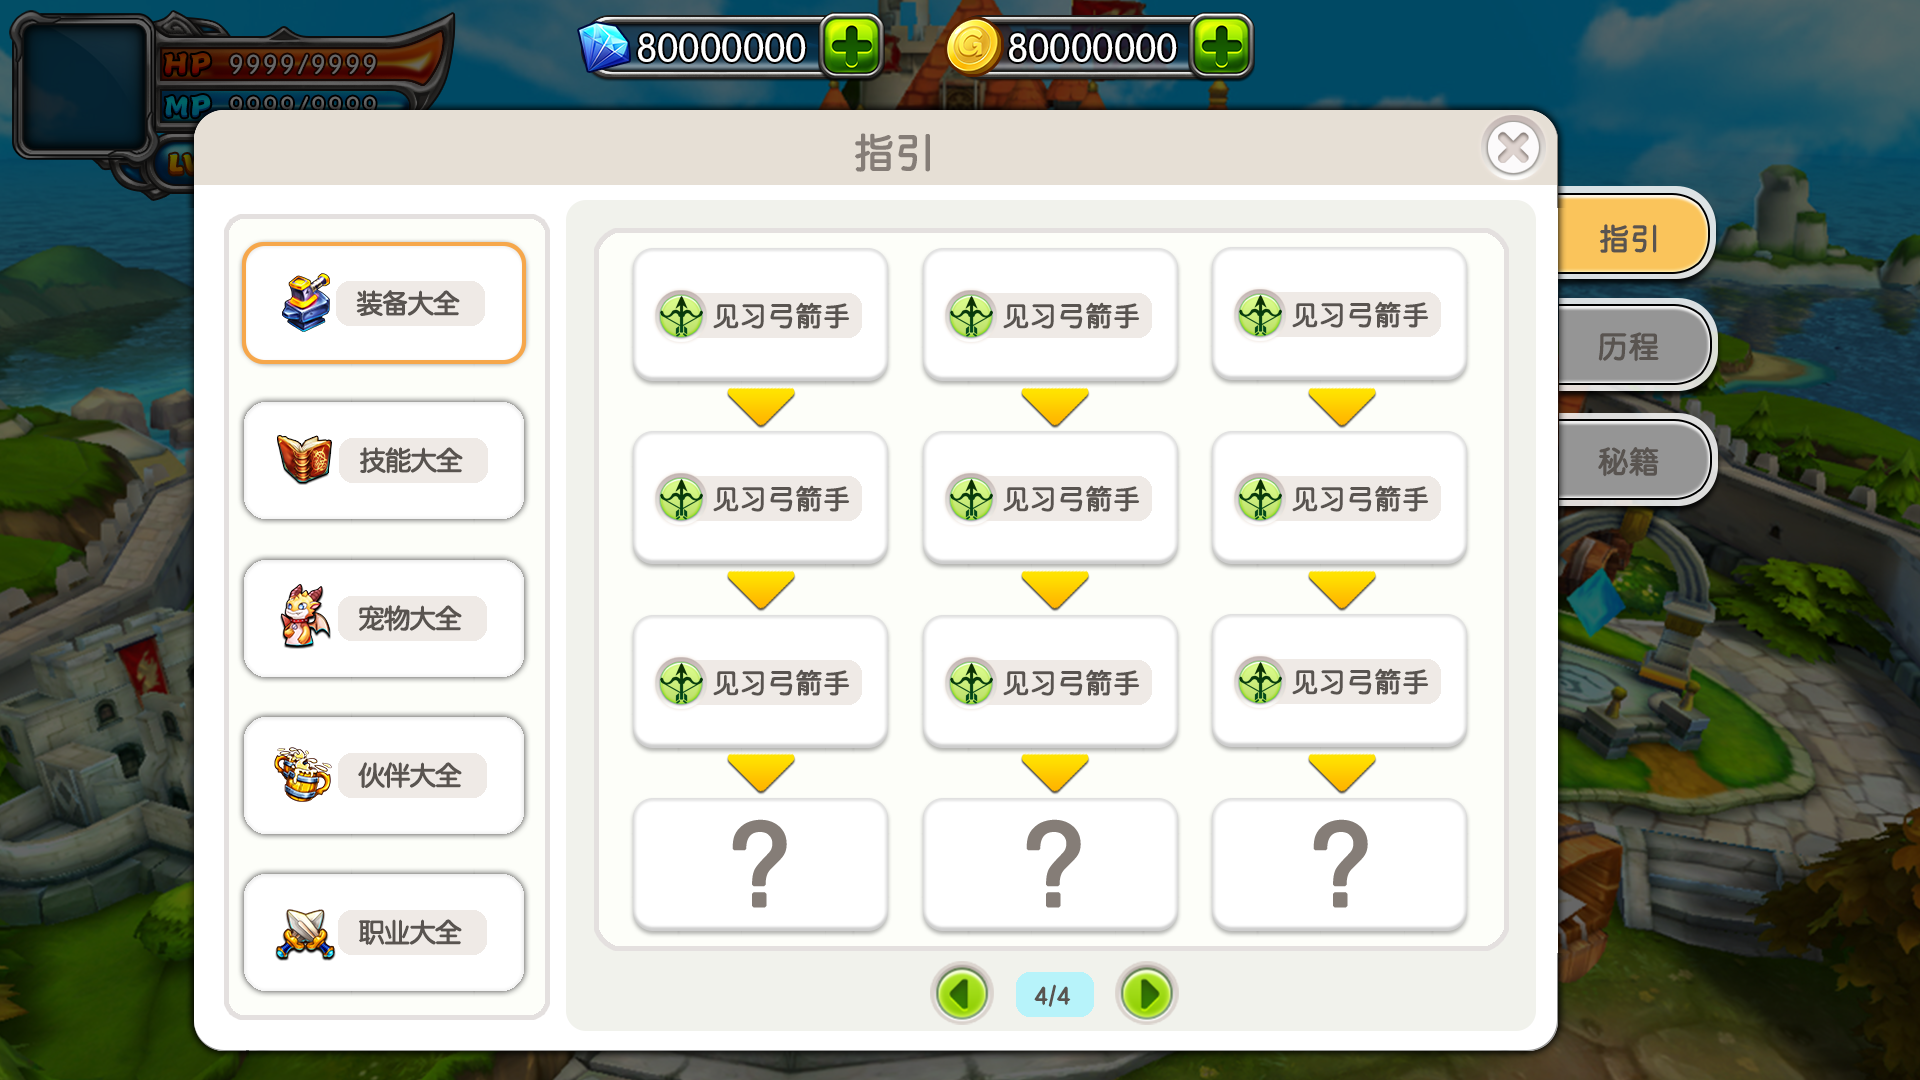 HP 9999/9999
80000000
80000000
MP 9999/9999
LV
指引
指引
历程
秘籍
装备大全
技能大全
宠物大全
伙伴大全
职业大全
见习弓箭手 见习弓箭手 见习弓箭手
见习弓箭手 见习弓箭手 见习弓箭手
见习弓箭手 见习弓箭手 见习弓箭手
? ? ?
4/4